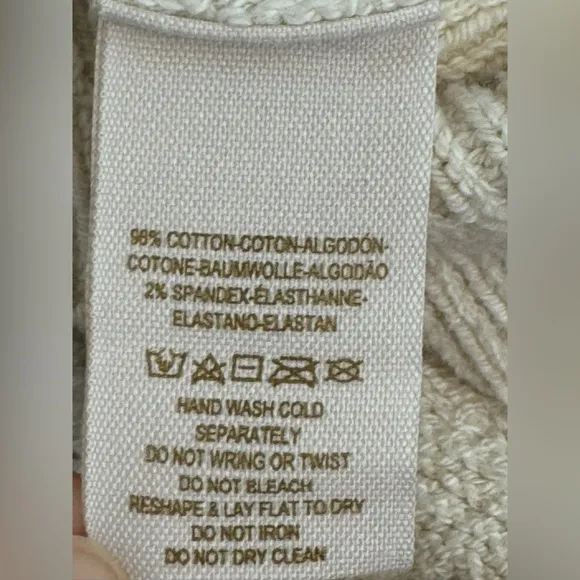 98% COTTON-COTON-ALGODÓN-
COTONE-BAUMWOLLE-ALGODÃO
2% SPANDEX-ÉLASTHANNE-
ELASTANO-ELASTAN
HAND WASH COLD
SEPARATELY
DO NOT WRING OR TWIST
DO NOT BLEACH
RESHAPE & LAY FLAT TO DRY
DO NOT IRON
DO NOT DRY CLEAN